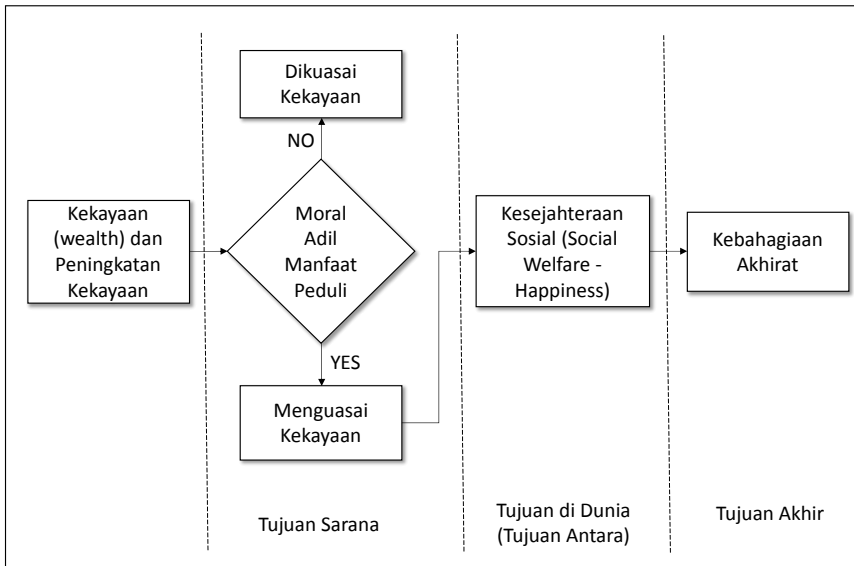 Dikuasai
Kekayaan
NO
Kekayaan
(wealth) dan
Peningkatan
Kekayaan
Moral
Adil
Manfaat
Peduli
Kesejahteraan
Sosial (Social
Welfare -
Happiness)
Kebahagiaan
Akhirat
YES
Menguasai
Kekayaan
Tujuan Sarana
Tujuan di Dunia
(Tujuan Antara)
Tujuan Akhir